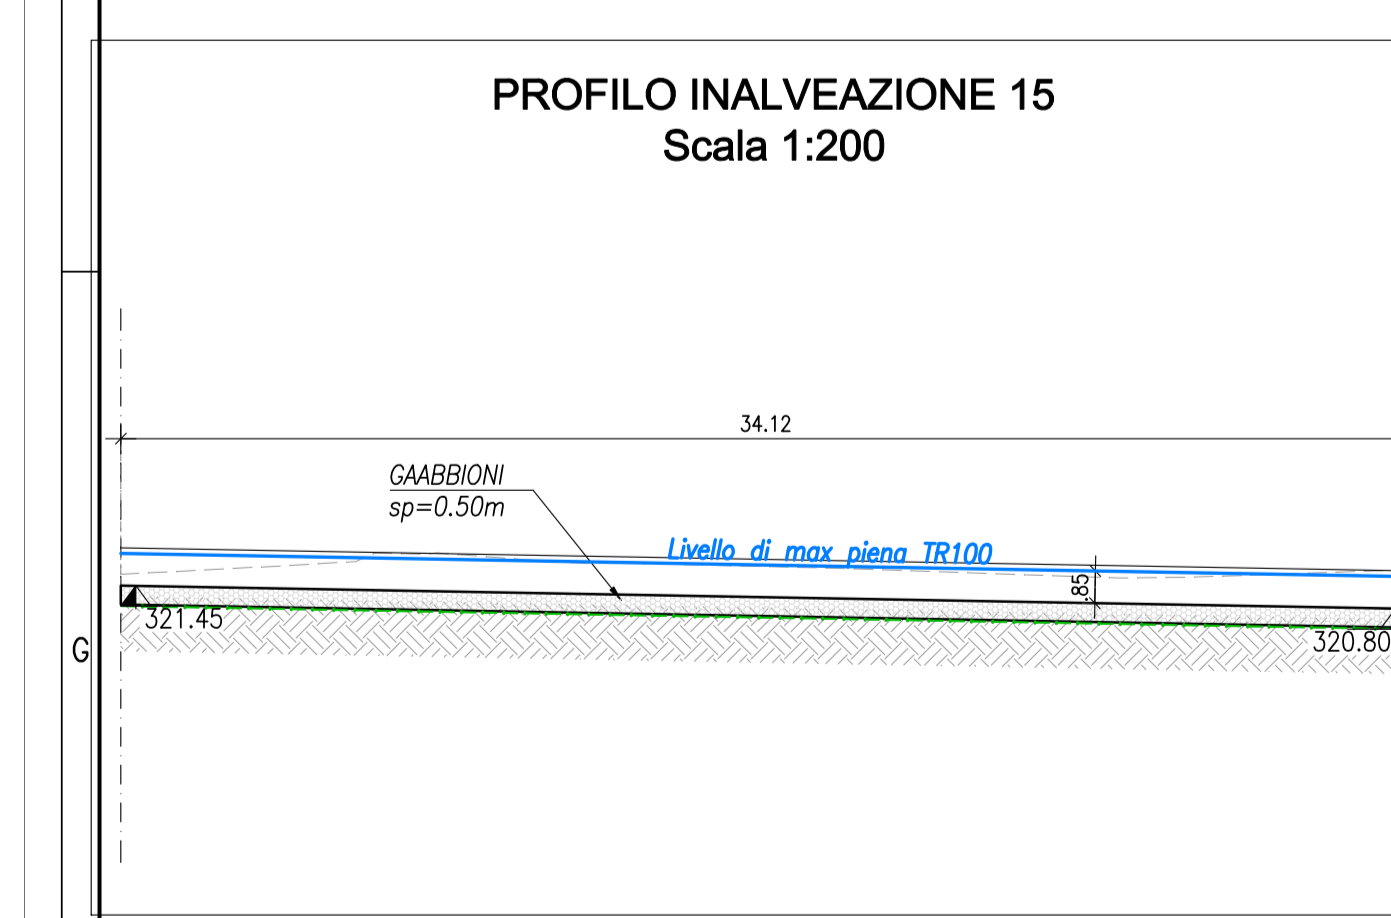 PROFILO INALVEAZIONE 15
Scala 1:200
34.12
GAABBIONI
sp=0.50m
Livello di max piena TR100
.85
321.45
320.80
G